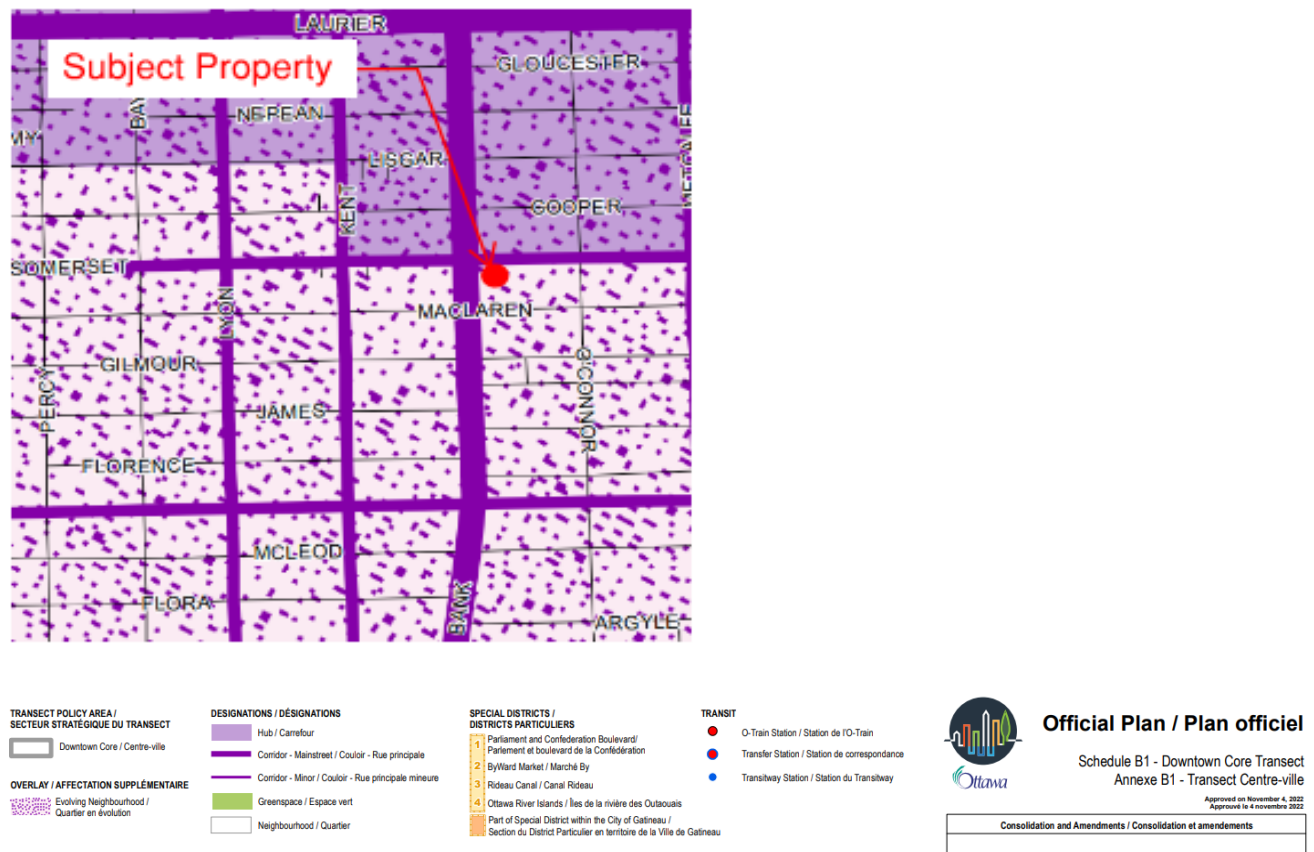 LAURIER
Subject Property
GLOUCESTER
BAY
NEPEAN
METCALFE
MY
LISGAR
KENT
COOPER
SOMERSET
LYON
MACLAREN
GILMOUR
O'CONNOR
PERCY
JAMES
FLORENCE
MCLEOD
FLORA
BANK
ARGYLE
TRANSECT POLICY AREA /
SECTEUR STRATÉGIQUE DU TRANSECT
Downtown Core / Centre-ville
OVERLAY / AFFECTATION SUPPLÉMENTAIRE
Evolving Neighbourhood /
Quartier en évolution
DESIGNATIONS / DÉSIGNATIONS
Hub / Carrefour
Corridor - Mainstreet / Couloir - Rue principale
Corridor - Minor / Couloir - Rue principale mineure
Greenspace / Espace vert
Neighbourhood / Quartier
SPECIAL DISTRICTS /
DISTRICTS PARTICULIERS
1 Parliament and Confederation Boulevard/
Parlement et boulevard de la Confédération
2 ByWard Market / Marché By
3 Rideau Canal / Canal Rideau
4 Ottawa River Islands / Îles de la rivière des Outaouais
Part of Special District within the City of Gatineau /
Section du District Particulier en territoire de la Ville de Gatineau
TRANSIT
O-Train Station / Station de l'O-Train
Transfer Station / Station de correspondance
Transitway Station / Station du Transitway
Ottawa
Official Plan / Plan officiel
Schedule B1 - Downtown Core Transect
Annexe B1 - Transect Centre-ville
Approved on November 4, 2022
Approuvé le 4 novembre 2022
Consolidation and Amendments / Consolidation et amendements